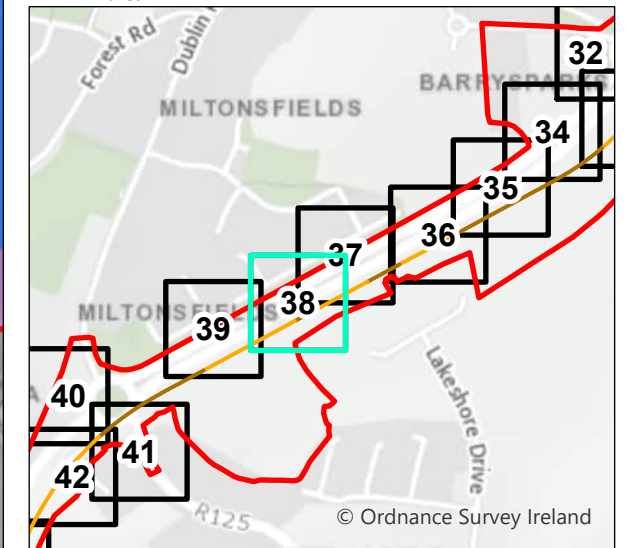 Forest Rd
Dublin
32
BARRYSPARKS
MILTONSFIELDS
34
35
36
37
38
MILTONSFIELDS
39
40
41
42
Lakeshore Drive
R125
© Ordnance Survey Ireland